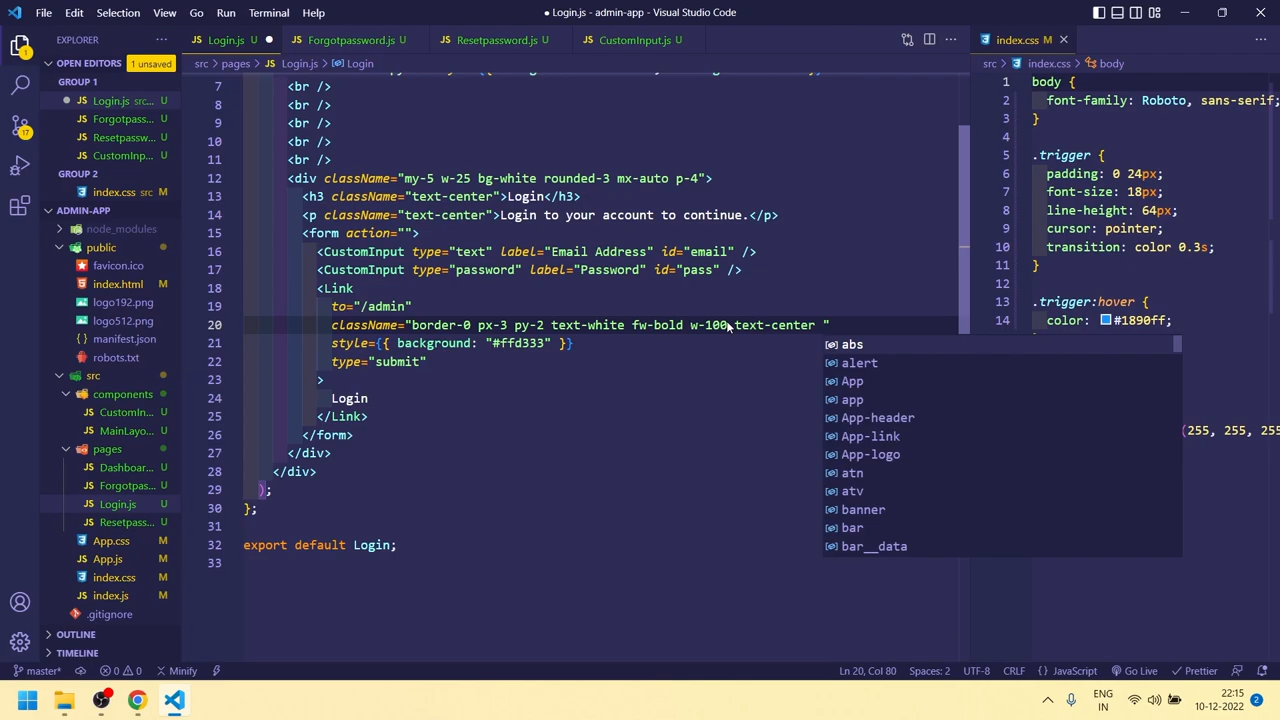 File Edit Selection View Go Run Terminal Help
● Login.js - admin-app - Visual Studio Code
EXPLORER
OPEN EDITORS 1 unsaved
GROUP 1
Login.js src...
Forgotpass... U
Resetpassw... U
CustomInp... U
GROUP 2
index.css src M
ADMIN-APP
node_modules
public
favicon.ico
index.html
logo192.png
logo512.png
manifest.json
robots.txt
src
components
CustomIn... U
MainLayo... U
pages
Dashboar... U
Forgotpas... U
Login.js U
Resetpass... U
App.css M
App.js M
index.css M
index.js M
.gitignore
OUTLINE
TIMELINE
Login.js U ● Forgotpassword.js U Resetpassword.js U CustomInput.js U
src > pages > Login.js > Login
7 <br />
8 <br />
9 <br />
10 <br />
11 <br />
12 <div className="my-5 w-25 bg-white rounded-3 mx-auto p-4">
13 <h3 className="text-center">Login</h3>
14 <p className="text-center">Login to your account to continue.</p>
15 <form action="">
16 <CustomInput type="text" label="Email Address" id="email" />
17 <CustomInput type="password" label="Password" id="pass" />
18 <Link
19 to="/admin"
20 className="border-0 px-3 py-2 text-white fw-bold w-100 text-center "
21 style={{ background: "#ffd333" }}
22 type="submit"
23 >
24 Login
25 </Link>
26 </form>
27 </div>
28 </div>
29 );
30 };
31
32 export default Login;
33
abs
alert
App
app
App-header
App-link
App-logo
atn
atv
banner
bar
bar__data
index.css M
src > index.css > body
1 body {
2 font-family: Roboto, sans-serif;
3 }
4
5 .trigger {
6 padding: 0 24px;
7 font-size: 18px;
8 line-height: 64px;
9 cursor: pointer;
10 transition: color 0.3s;
11 }
12
13 .trigger:hover {
14 color: #1890ff;
(255, 255, 255
master* 0 0 Minify
Ln 20, Col 80 Spaces: 2 UTF-8 CRLF {} JavaScript Go Live Prettier
ENG
IN
22:15
10-12-2022
2